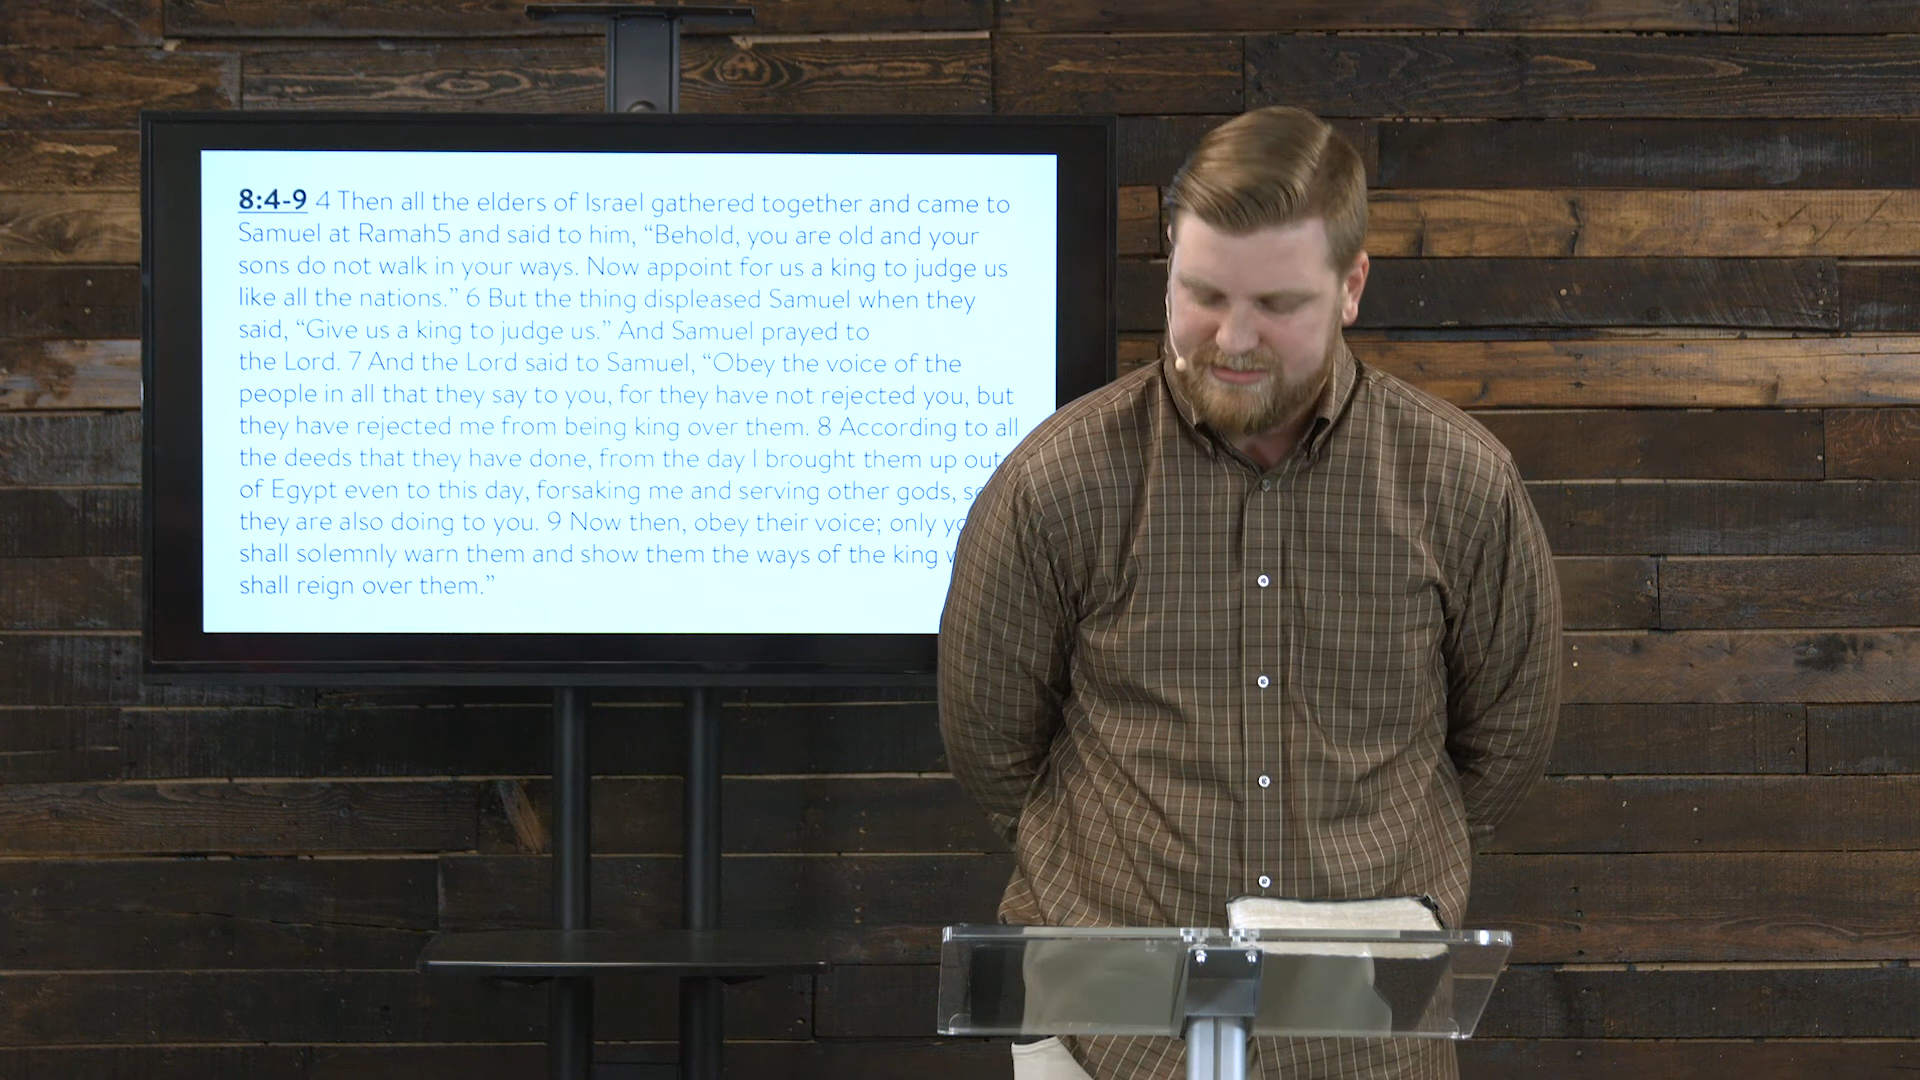 8:4-9 4 Then all the elders of Israel gathered together and came to
Samuel at Ramah5 and said to him, “Behold, you are old and your
sons do not walk in your ways. Now appoint for us a king to judge us
like all the nations.” 6 But the thing displeased Samuel when they
said, “Give us a king to judge us.” And Samuel prayed to
the Lord. 7 And the Lord said to Samuel, “Obey the voice of the
people in all that they say to you, for they have not rejected you, but
they have rejected me from being king over them. 8 According to all
the deeds that they have done, from the day I brought them up out
of Egypt even to this day, forsaking me and serving other gods,
they are also doing to you. 9 Now then, obey their voice; only
shall solemnly warn them and show them the ways of the king
shall reign over them.”